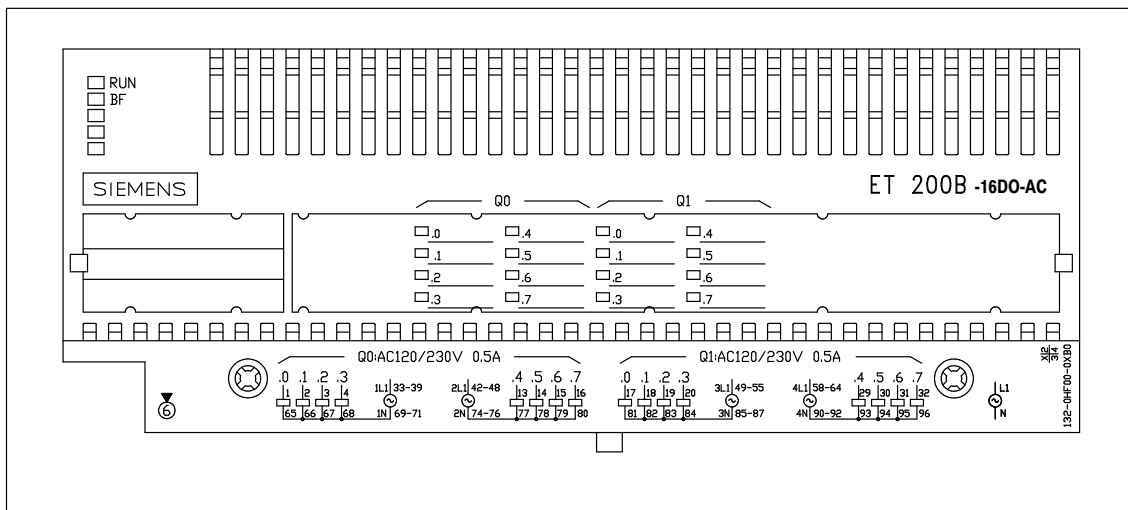 RUN
BF
SIEMENS
ET 200B -16DO-AC
Q0 Q1
.0 .4 .0 .4
.1 .5 .1 .5
.2 .6 .2 .6
.3 .7 .3 .7
Q0:AC120/230V 0.5A Q1:AC120/230V 0.5A
.0 .1 .2 .3 .4 .5 .6 .7 .0 .1 .2 .3 .4 .5 .6 .7
1 2 3 4 1L1 33-39 2L1 42-48 13 14 15 16 17 18 19 20 3L1 49-55 4L1 58-64 29 30 31 32 L1
65 66 67 68 1N 69-71 2N 74-76 77 78 79 80 81 82 83 84 3N 85-87 4N 90-92 93 94 95 96 N
6
X|2
3|4
132-0HF00-0XB0